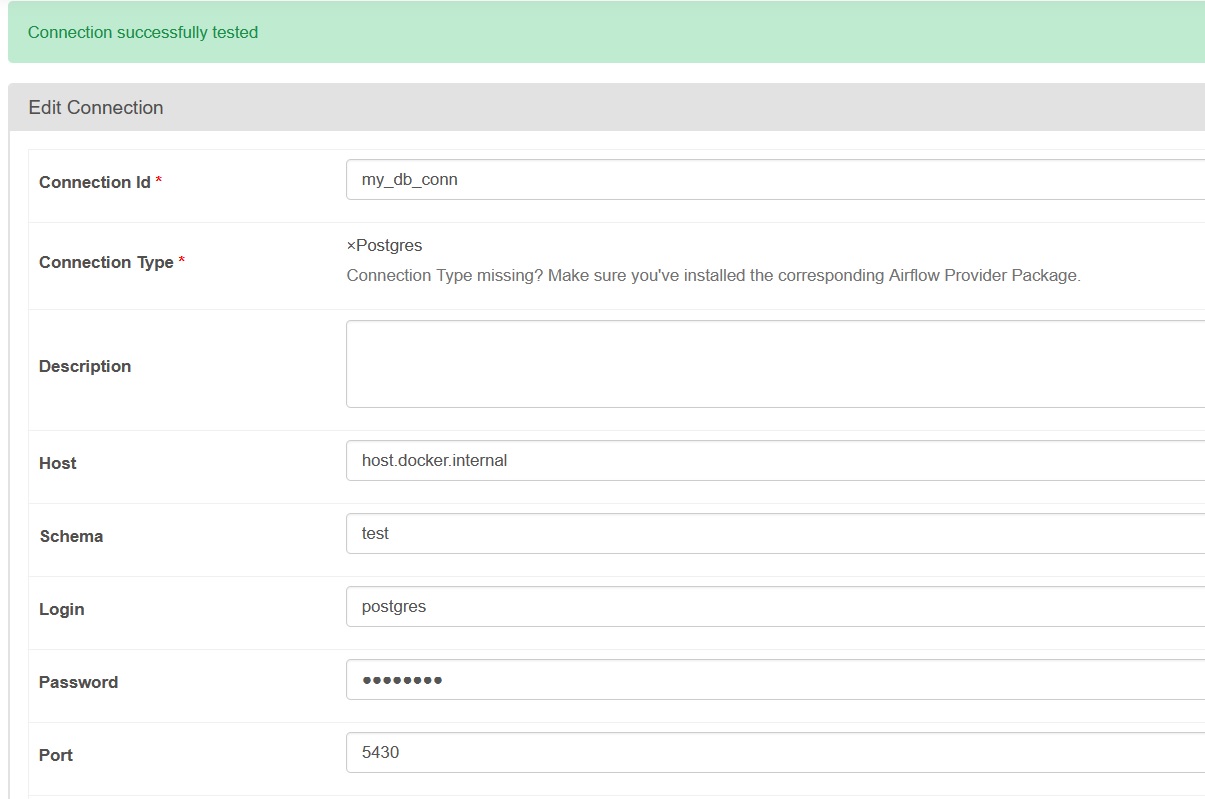 Connection successfully tested
Edit Connection
Connection Id *
my_db_conn
Connection Type *
×Postgres
Connection Type missing? Make sure you've installed the corresponding Airflow Provider Package.
Description
Host
host.docker.internal
Schema
test
Login
postgres
Password
●●●●●●●●
Port
5430